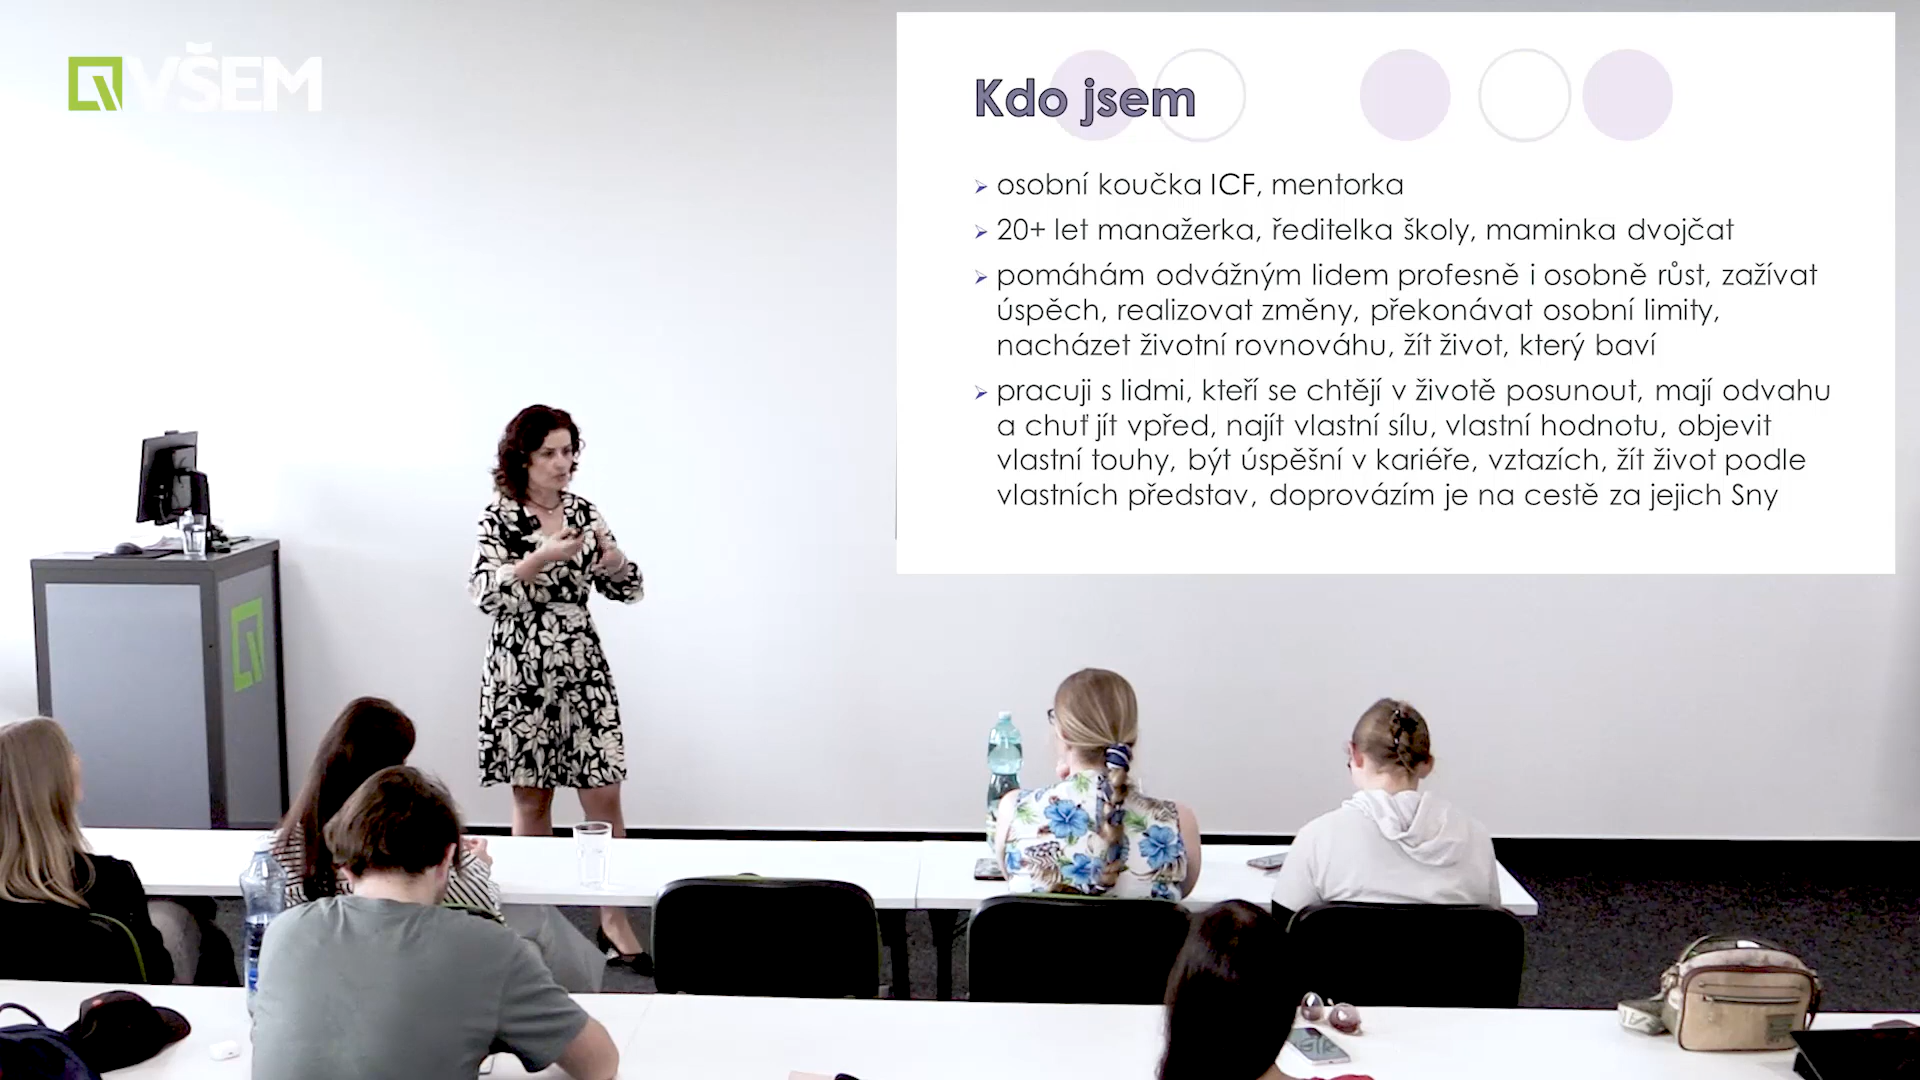 VŠEM
Kdo jsem
osobní koučka ICF, mentorka
20+ let manažerka, ředitelka školy, maminka dvojčat
pomáhám odvážným lidem profesně i osobně růst, zažívat
úspěch, realizovat změny, překonávat osobní limity,
nacházet životní rovnováhu, žít život, který baví
pracuji s lidmi, kteří se chtějí v životě posunout, mají odvahu
a chuť jít vpřed, najít vlastní sílu, vlastní hodnotu, objevit
vlastní touhy, být úspěšní v kariéře, vztazích, žít život podle
vlastních představ, doprovázím je na cestě za jejich Sny